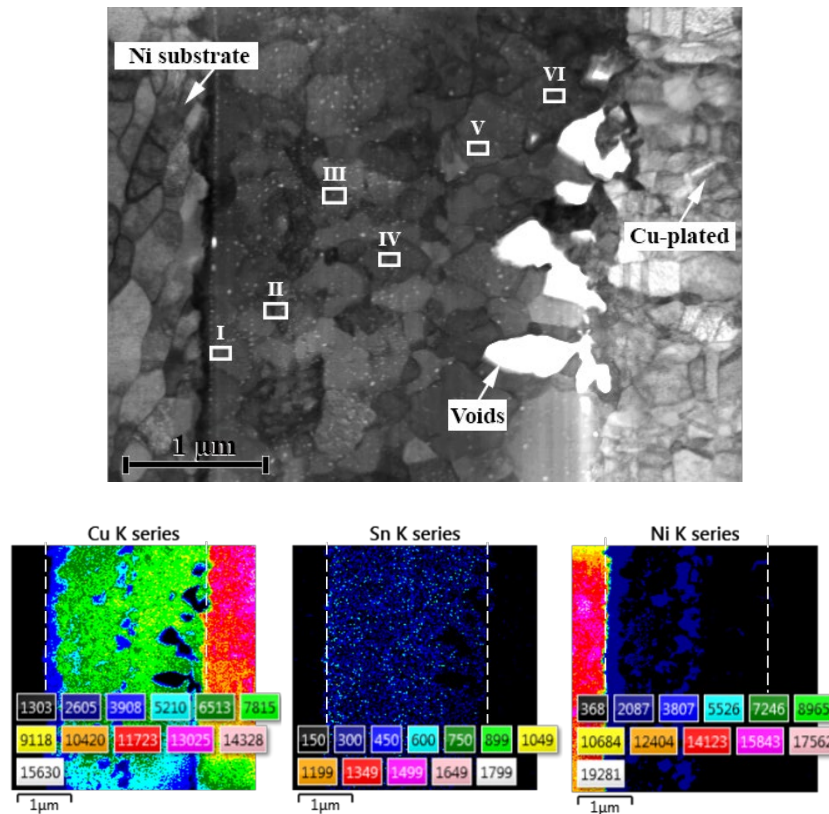 Ni substrate
VI
V
III
Cu-plated
IV
II
I
Voids
1 μm
Cu K series
Sn K series
Ni K series
1303 2605 3908 5210 6513 7815
9118 10420 11723 13025 14328
15630
1μm
150 300 450 600 750 899 1049
1199 1349 1499 1649 1799
1μm
368 2087 3807 5526 7246 8965
10684 12404 14123 15843 17562
19281
1μm